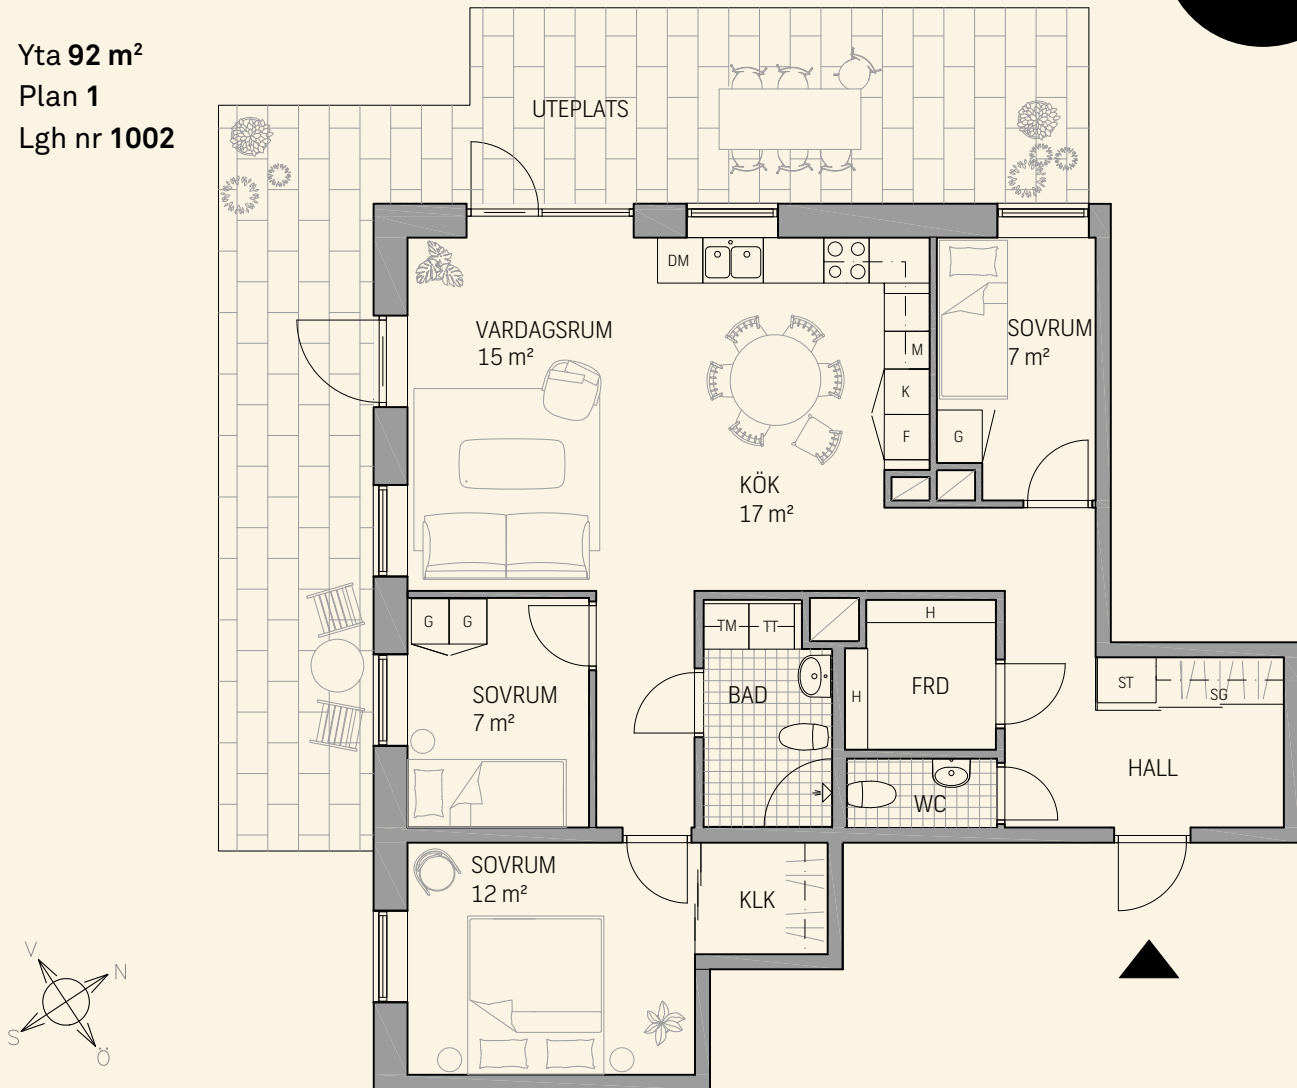 Yta 92 m²
Plan 1
Lgh nr 1002
UTEPLATS
DM
VARDAGSRUM
15 m²
SOVRUM
7 m²
M
K
F
G
KÖK
17 m²
G
G
TM
TT
H
SOVRUM
7 m²
BAD
H
FRD
ST
SG
HALL
WC
SOVRUM
12 m²
KLK
V
N
S
Ö